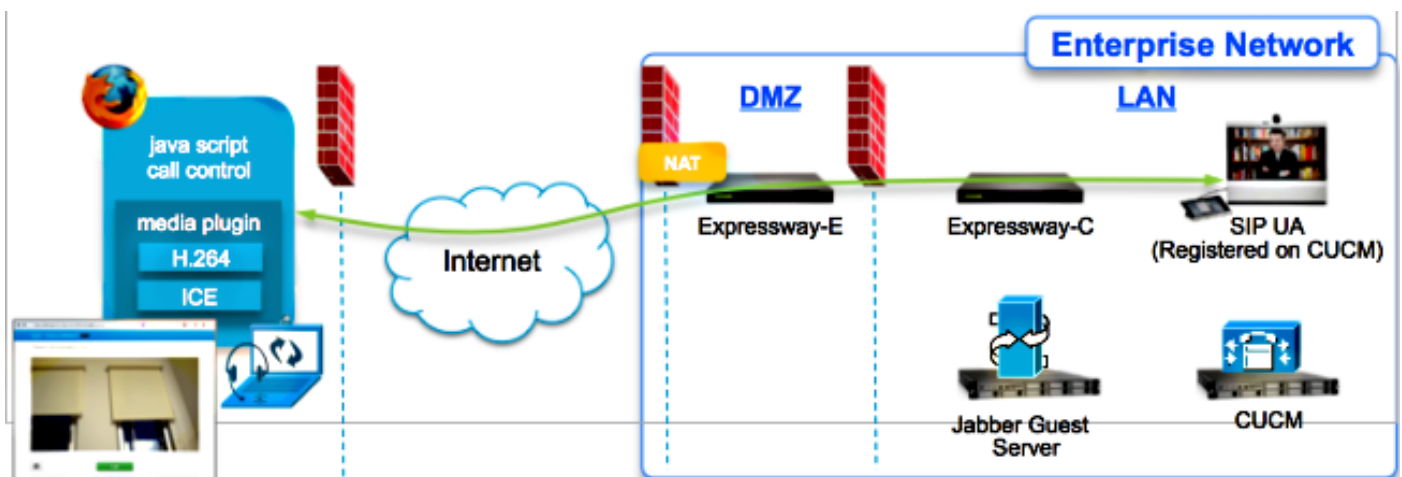 Enterprise Network
DMZ
LAN
java script
call control
NAT
media plugin
H.264
ICE
Internet
Expressway-E
Expressway-C
SIP UA
(Registered on CUCM)
Jabber Guest
Server
CUCM